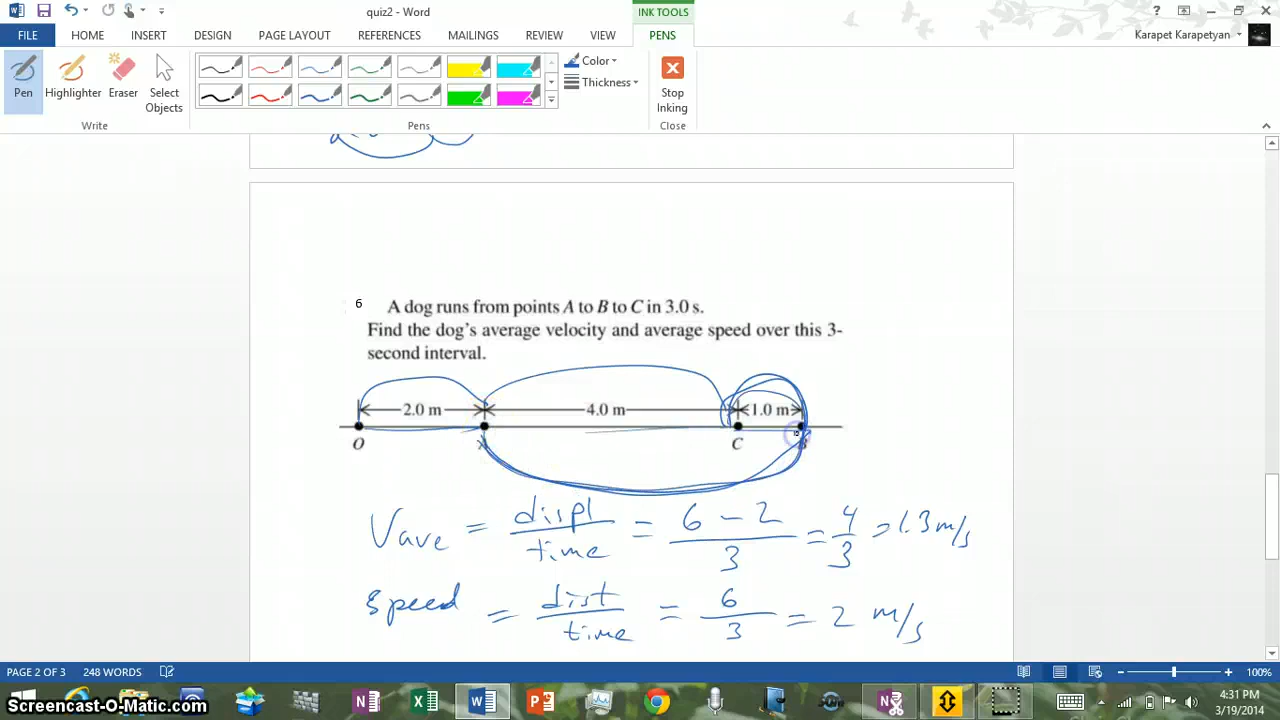 quiz2 - Word
INK TOOLS
?
FILE
HOME
INSERT
DESIGN
PAGE LAYOUT
REFERENCES
MAILINGS
REVIEW
VIEW
PENS
Karapet Karapetyan
Pen
Highlighter
Eraser
Select Objects
Color
Thickness
Stop Inking
Write
Pens
Close
6
A dog runs from points A to B to C in 3.0 s.
Find the dog's average velocity and average speed over this 3-
second interval.
2.0 m
4.0 m
1.0 m
O
A
C
B
Vave = displ/time = 6 - 2/3 = 4/3 = 1.3 m/s
speed = dist/time = 6/3 = 2 m/s
PAGE 2 OF 3
248 WORDS
100%
4:31 PM
3/19/2014
Screencast-O-Matic.com